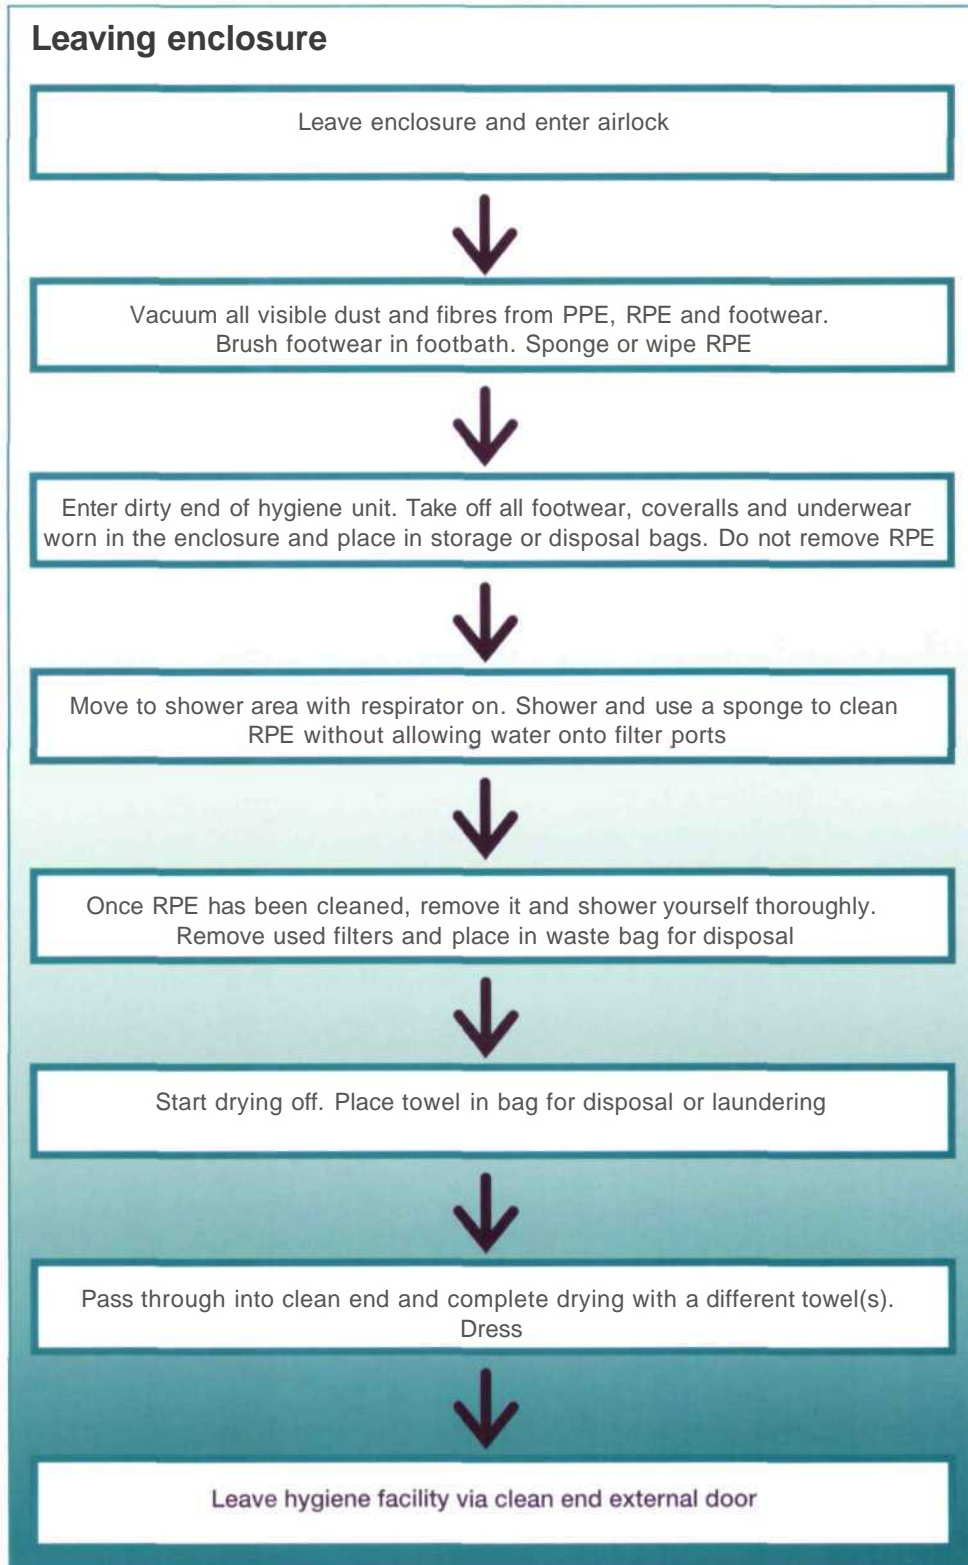 Leaving enclosure
Leave enclosure and enter airlock
Vacuum all visible dust and fibres from PPE, RPE and footwear.
Brush footwear in footbath. Sponge or wipe RPE
Enter dirty end of hygiene unit. Take off all footwear, coveralls and underwear
worn in the enclosure and place in storage or disposal bags. Do not remove RPE
Move to shower area with respirator on. Shower and use a sponge to clean
RPE without allowing water onto filter ports
Once RPE has been cleaned, remove it and shower yourself thoroughly.
Remove used filters and place in waste bag for disposal
Start drying off. Place towel in bag for disposal or laundering
Pass through into clean end and complete drying with a different towel(s).
Dress
Leave hygiene facility via clean end external door